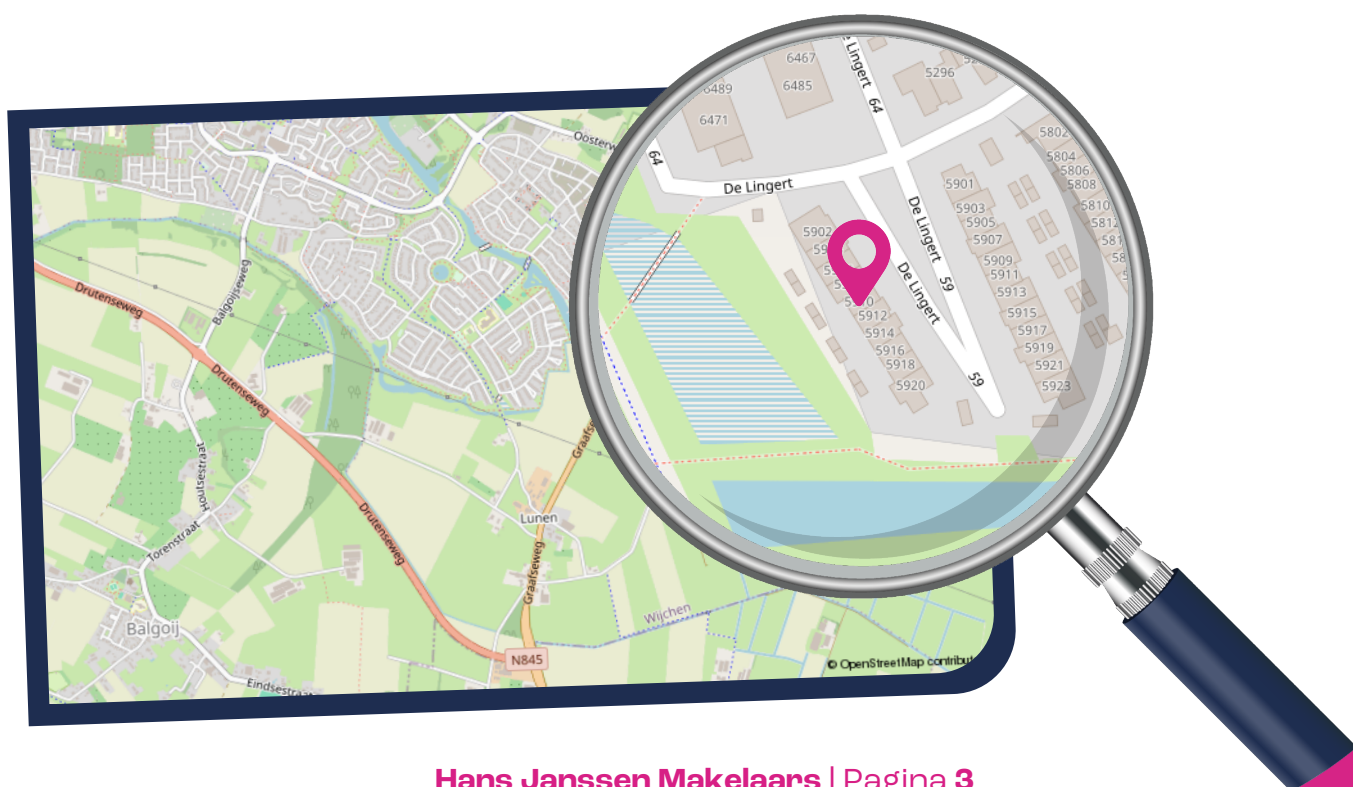 Oosterw
Balgoijseweg
Drutenseweg
Drutenseweg
Drutenseweg
Houtsestraat
Torenstraat
Balgoij
Eindsestraat
Lunen
Graafse
Graafseweg
N845
Wijchen
© OpenStreetMap contribut
De Lingert
64
64
De Lingert
De Lingert
59
De Lingert
59
6467
6485
6489
6471
5296
5802
5804
5806
5808
5810
5812
5901
5903
5905
5907
5909
5911
5913
5915
5917
5919
5921
5923
5902
5912
5914
5916
5918
5920
Hans Janssen Makelaars | Pagina 3